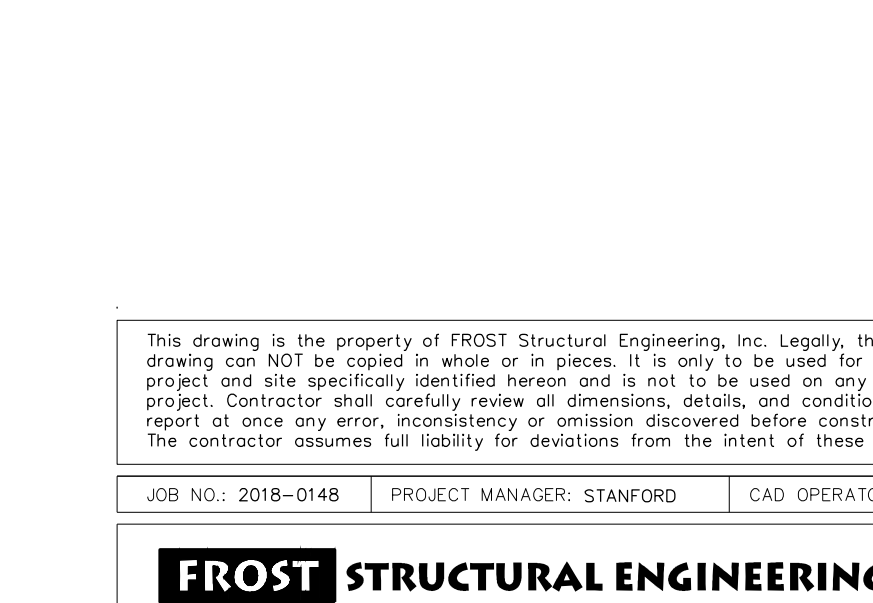 This drawing is the property of FROST Structural Engineering, Inc. Legally,
drawing can NOT be copied in whole or in pieces. It is only to be used for
project and site specifically identified hereon and is not to be used on any
project. Contractor shall carefully review all dimensions, details, and
report at once any error, inconsistency or omission discovered before
The contractor assumes full liability for deviations from the intent of these
JOB NO.: 2018-0148 PROJECT MANAGER: STANFORD CAD
FROST STRUCTURAL ENGINEERING